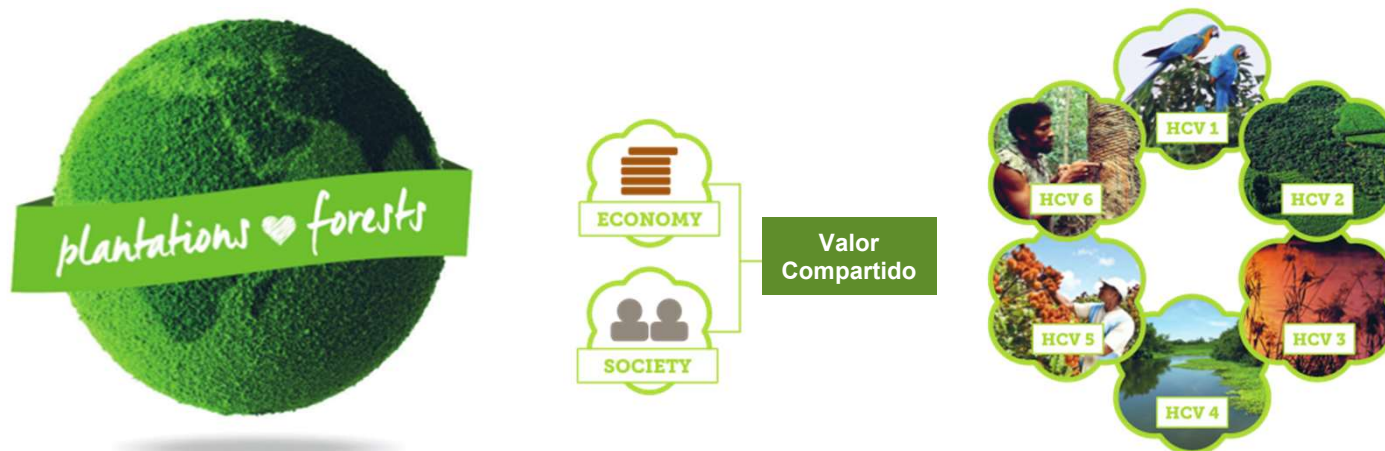 plantations forests
ECONOMY
SOCIETY
Valor
Compartido
HCV 1
HCV 2
HCV 3
HCV 4
HCV 5
HCV 6